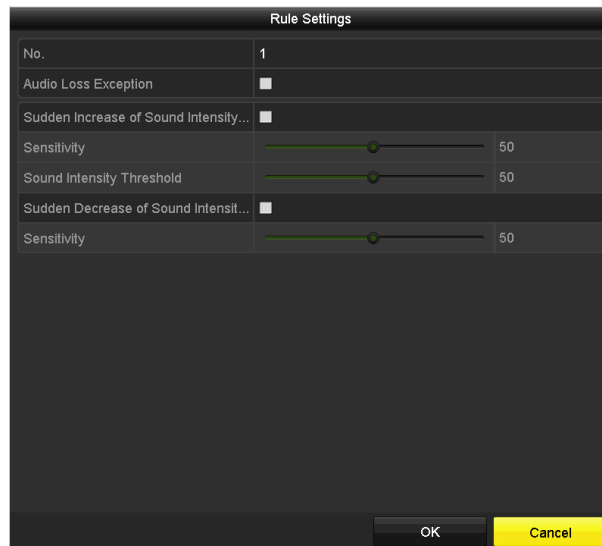 Rule Settings
No. 1
Audio Loss Exception
Sudden Increase of Sound Intensity...
Sensitivity 50
Sound Intensity Threshold 50
Sudden Decrease of Sound Intensit...
Sensitivity 50
OK Cancel